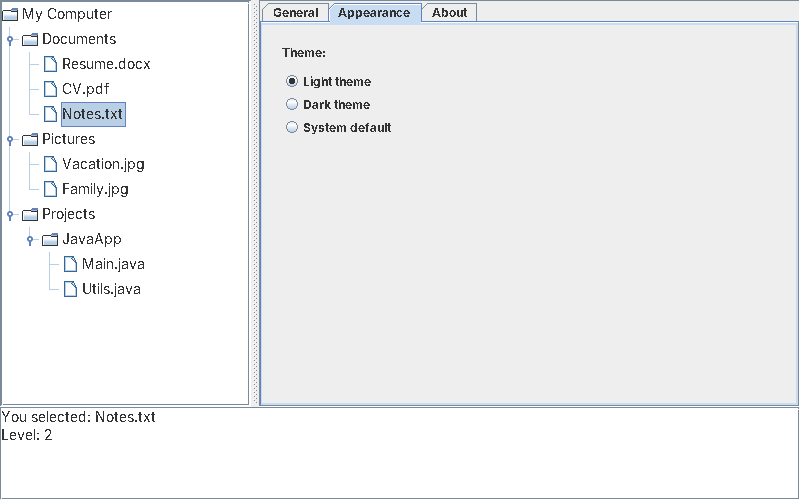 My Computer
Documents
Resume.docx
CV.pdf
Notes.txt
Pictures
Vacation.jpg
Family.jpg
Projects
JavaApp
Main.java
Utils.java
General Appearance About
Theme:
Light theme
Dark theme
System default
You selected: Notes.txt
Level: 2